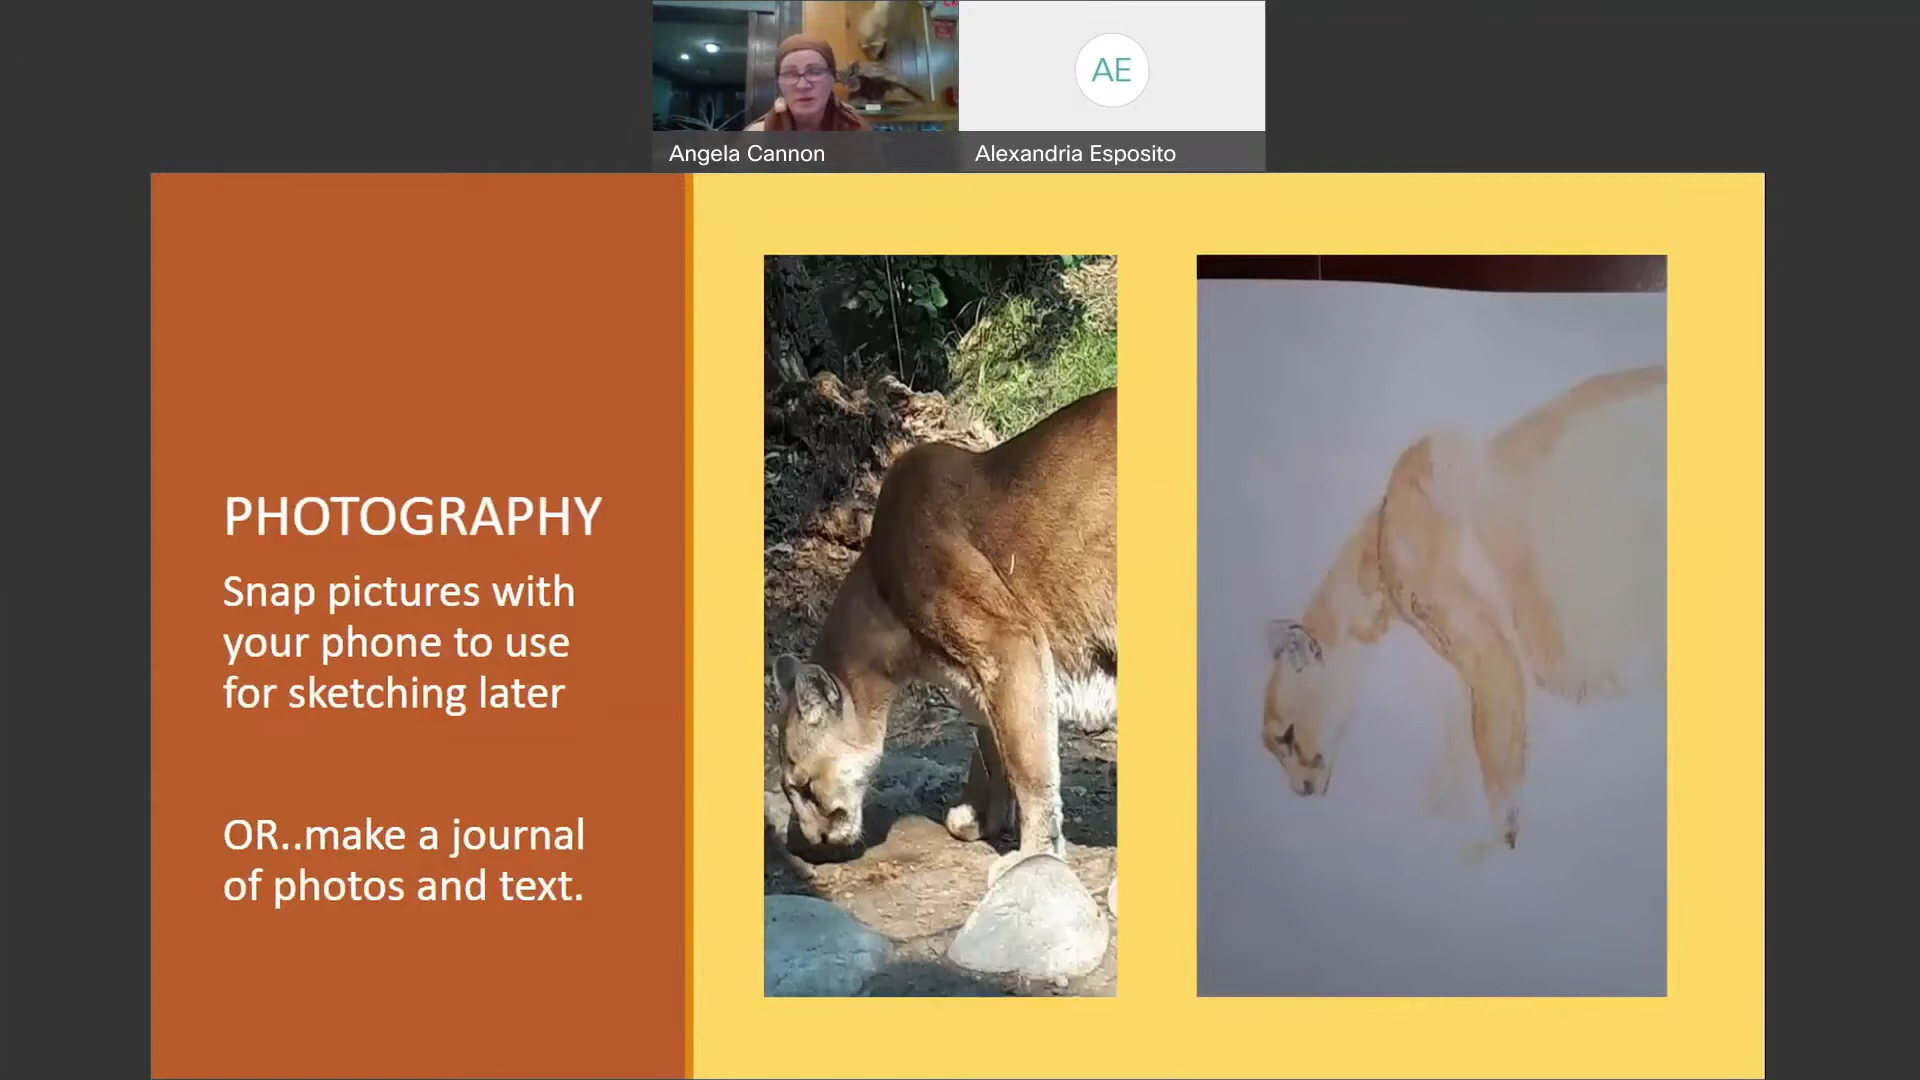 AE
Angela Cannon
Alexandria Esposito
PHOTOGRAPHY
Snap pictures with
your phone to use
for sketching later
OR..make a journal
of photos and text.